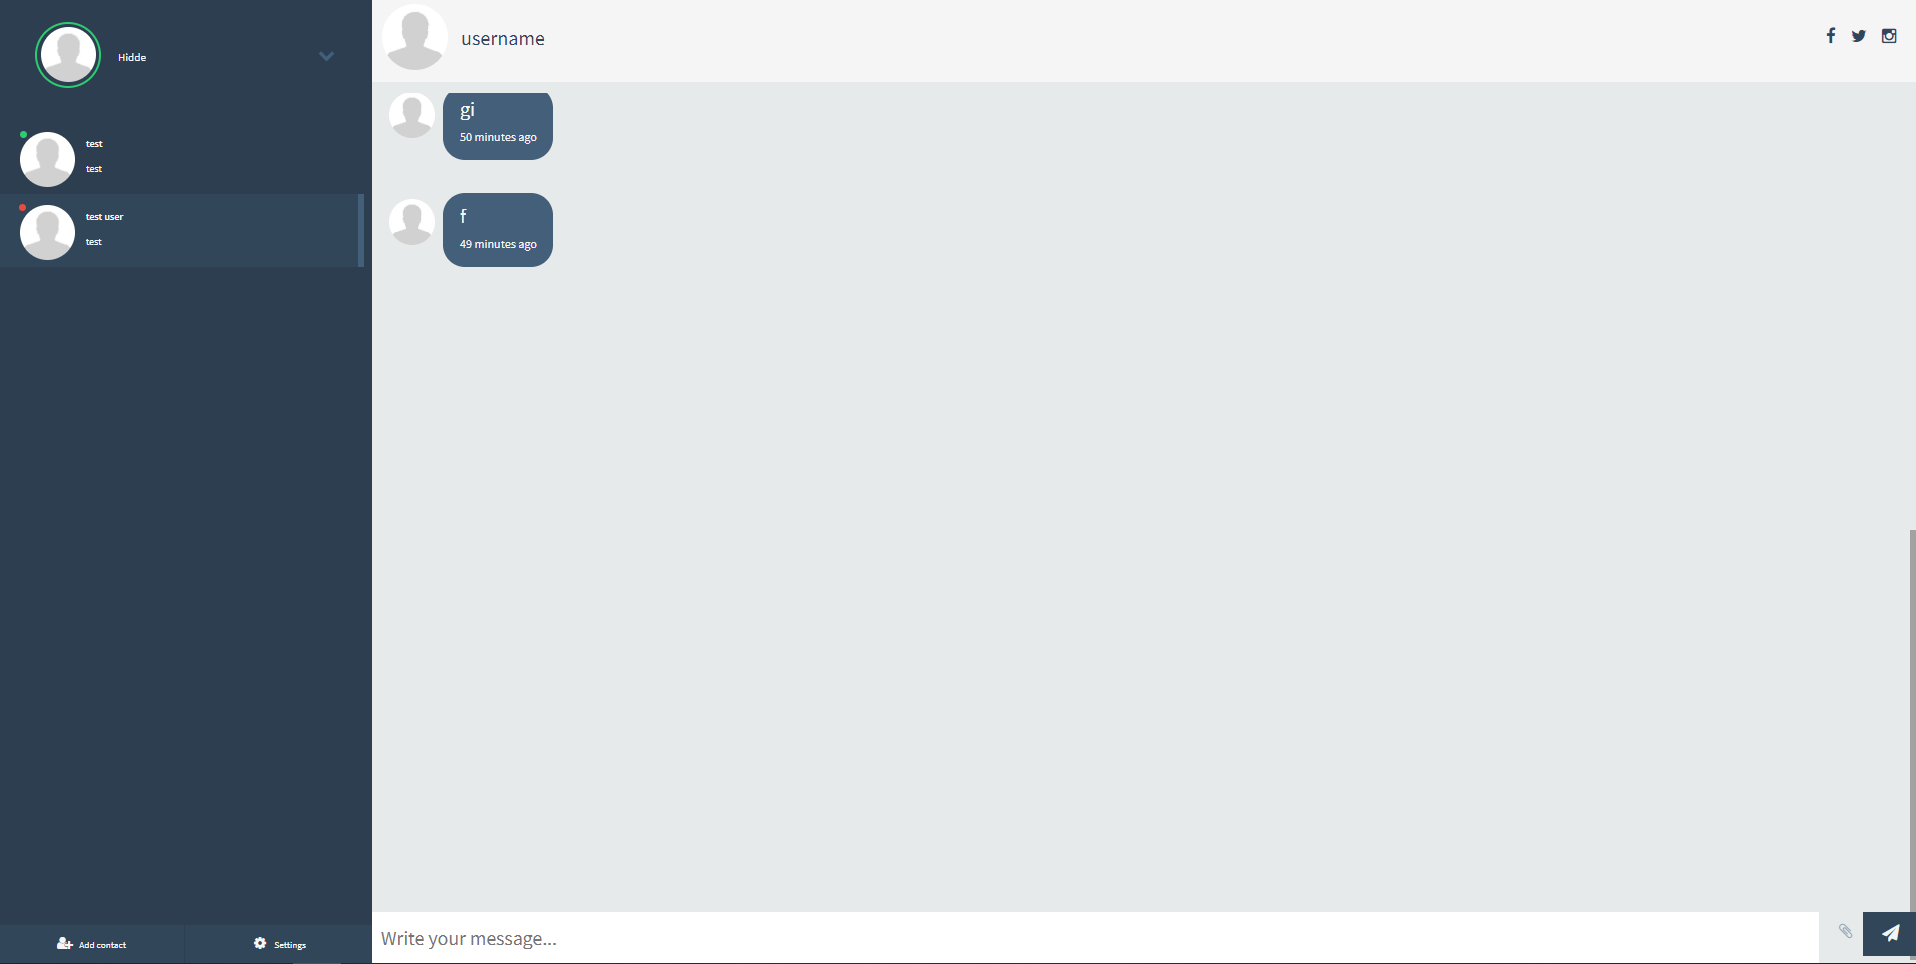 Hidde
test
test
test user
test
Add contact
Settings
username
gi
50 minutes ago
f
49 minutes ago
Write your message...